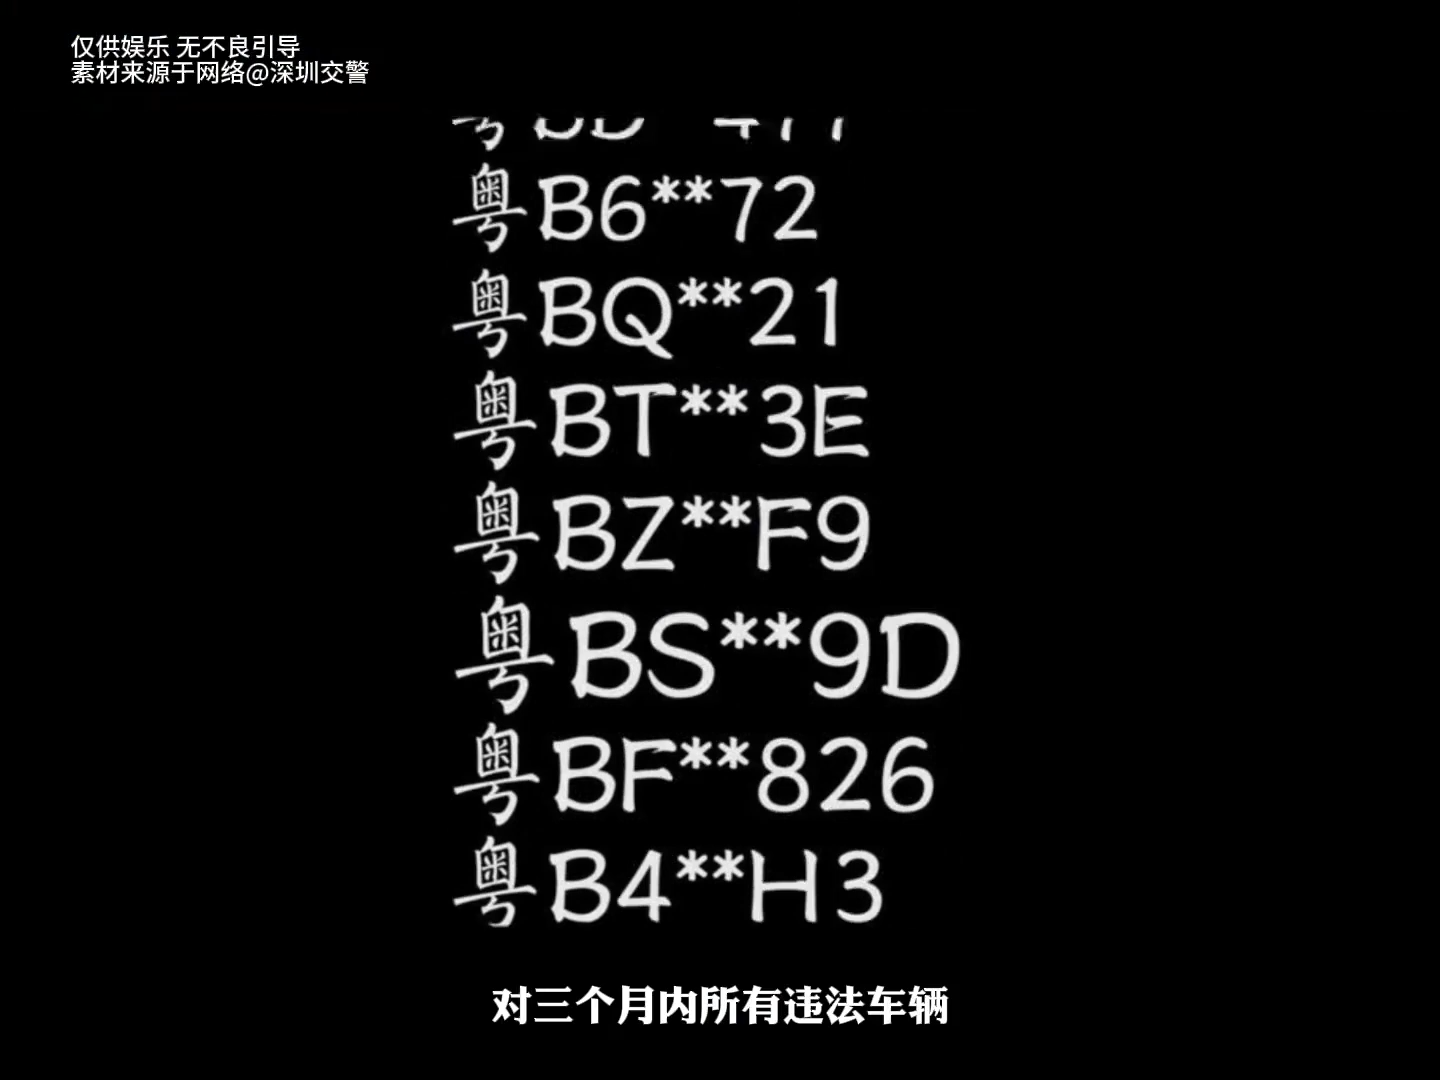 仅供娱乐 无不良引导
素材来源于网络@深圳交警
粤B6**72
粤BQ**21
粤BT**3E
粤BZ**F9
粤BS**9D
粤BF**826
粤B4**H3
对三个月内所有违法车辆